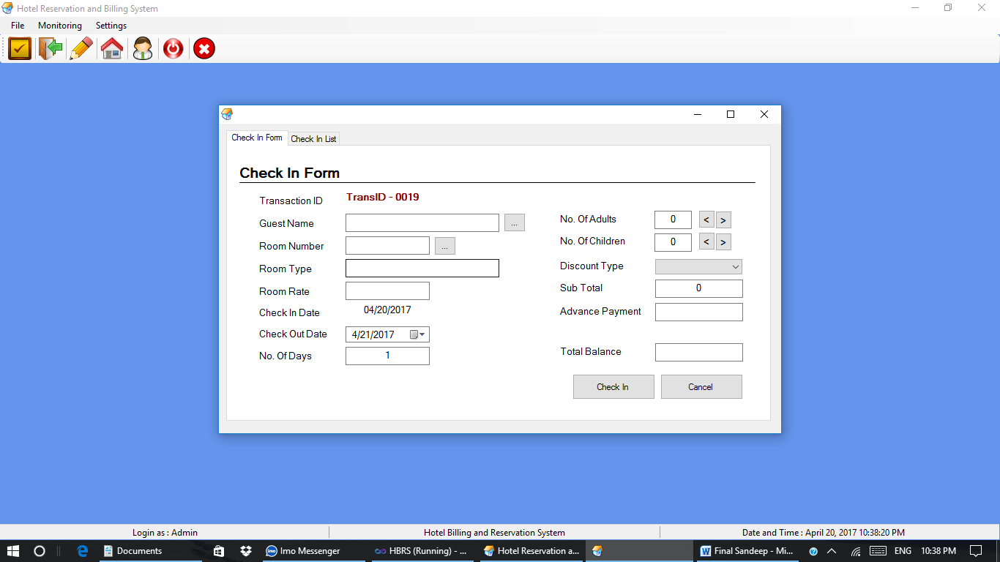 Hotel Reservation and Billing System
File Monitoring Settings
Check In Form Check In List
Check In Form
Transaction ID TransID - 0019
Guest Name ...
Room Number ...
Room Type
Room Rate
Check In Date 04/20/2017
Check Out Date 4/21/2017
No. Of Days 1
No. Of Adults 0 < >
No. Of Children 0 < >
Discount Type
Sub Total 0
Advance Payment
Total Balance
Check In Cancel
Login as : Admin Hotel Billing and Reservation System Date and Time : April 20, 2017 10:38:20 PM
Documents imo Imo Messenger HBRS (Running) - ... Hotel Reservation a... Final Sandeep - Mi... ENG 10:38 PM